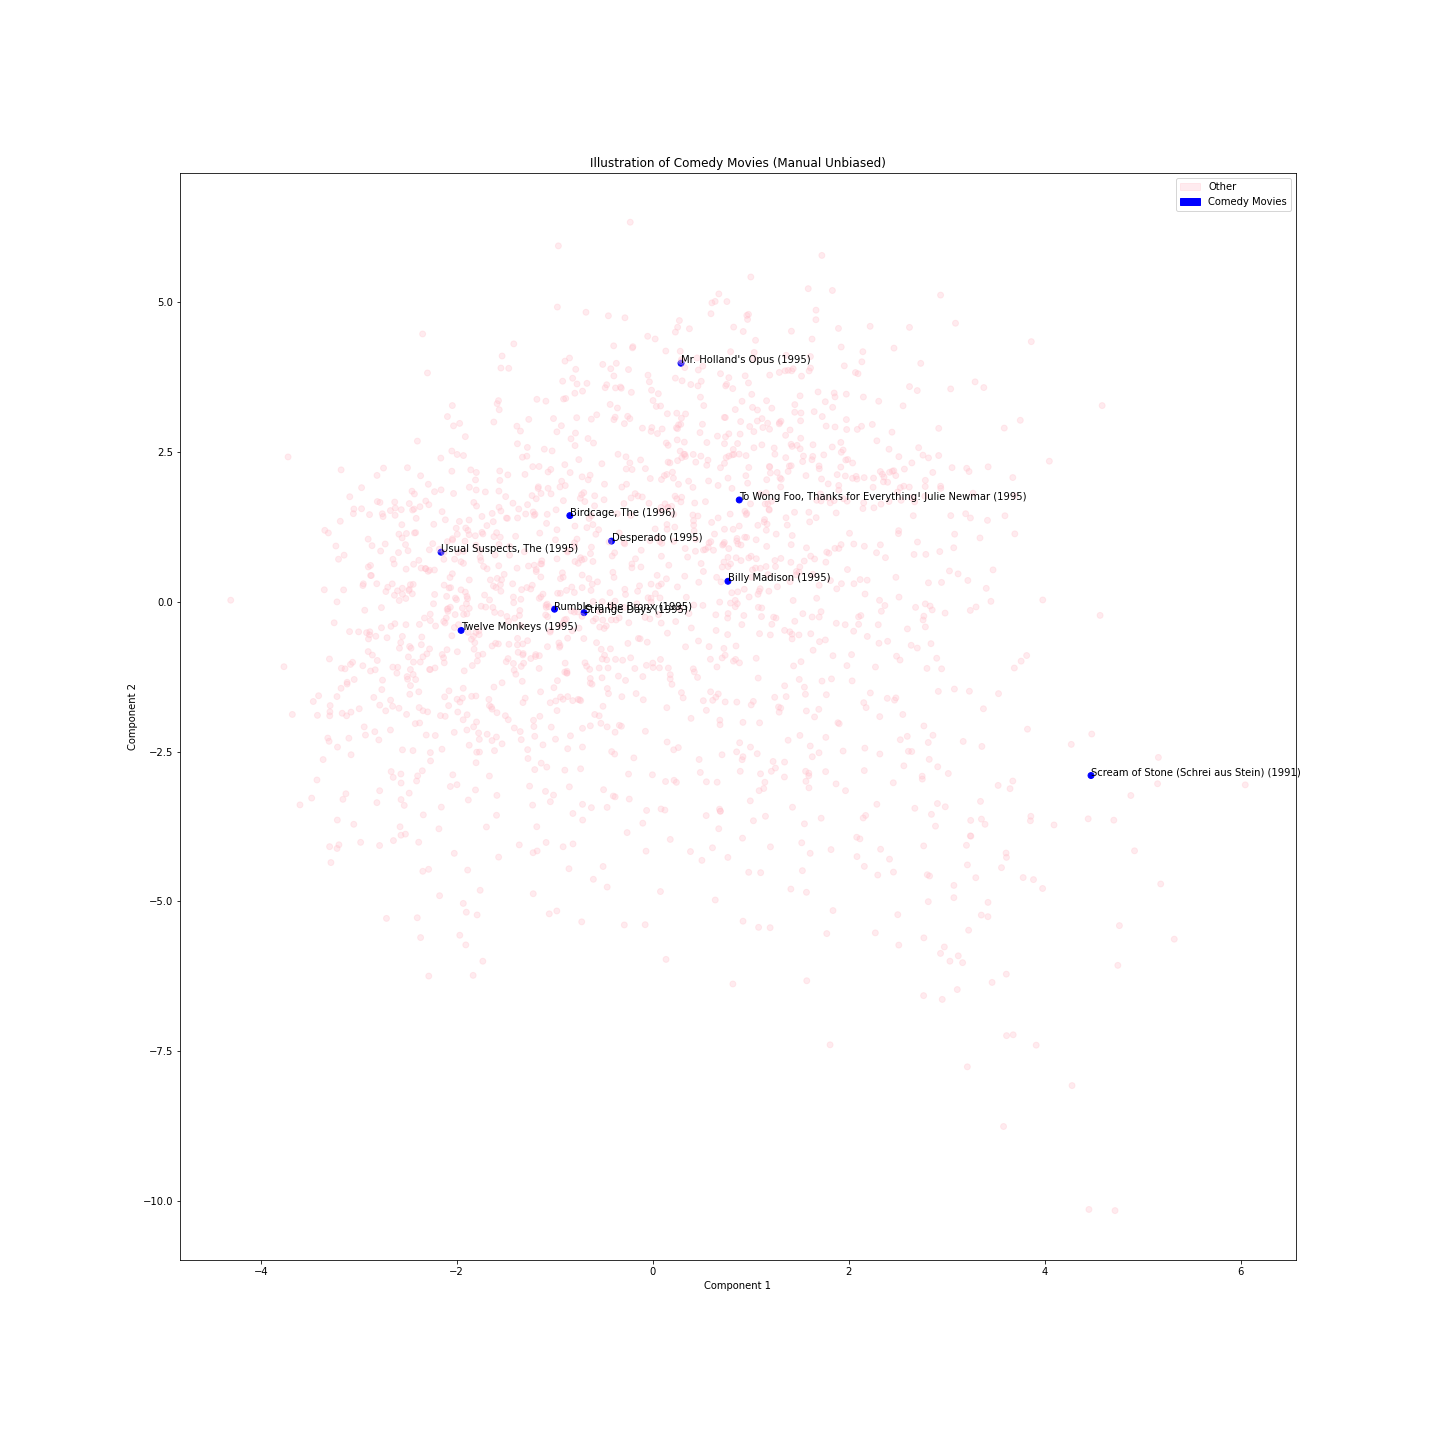 Illustration of Comedy Movies (Manual Unbiased)
Other
Comedy Movies
Mr. Holland's Opus (1995)
To Wong Foo, Thanks for Everything! Julie Newmar (1995)
Birdcage, The (1996)
Desperado (1995)
Usual Suspects, The (1995)
Billy Madison (1995)
Rumble in the Bronx (1995)
Strange Days (1995)
Twelve Monkeys (1995)
Scream of Stone (Schrei aus Stein) (1991)
5.0
2.5
0.0
−2.5
−5.0
−7.5
−10.0
Component 2
−4
−2
0
2
4
6
Component 1